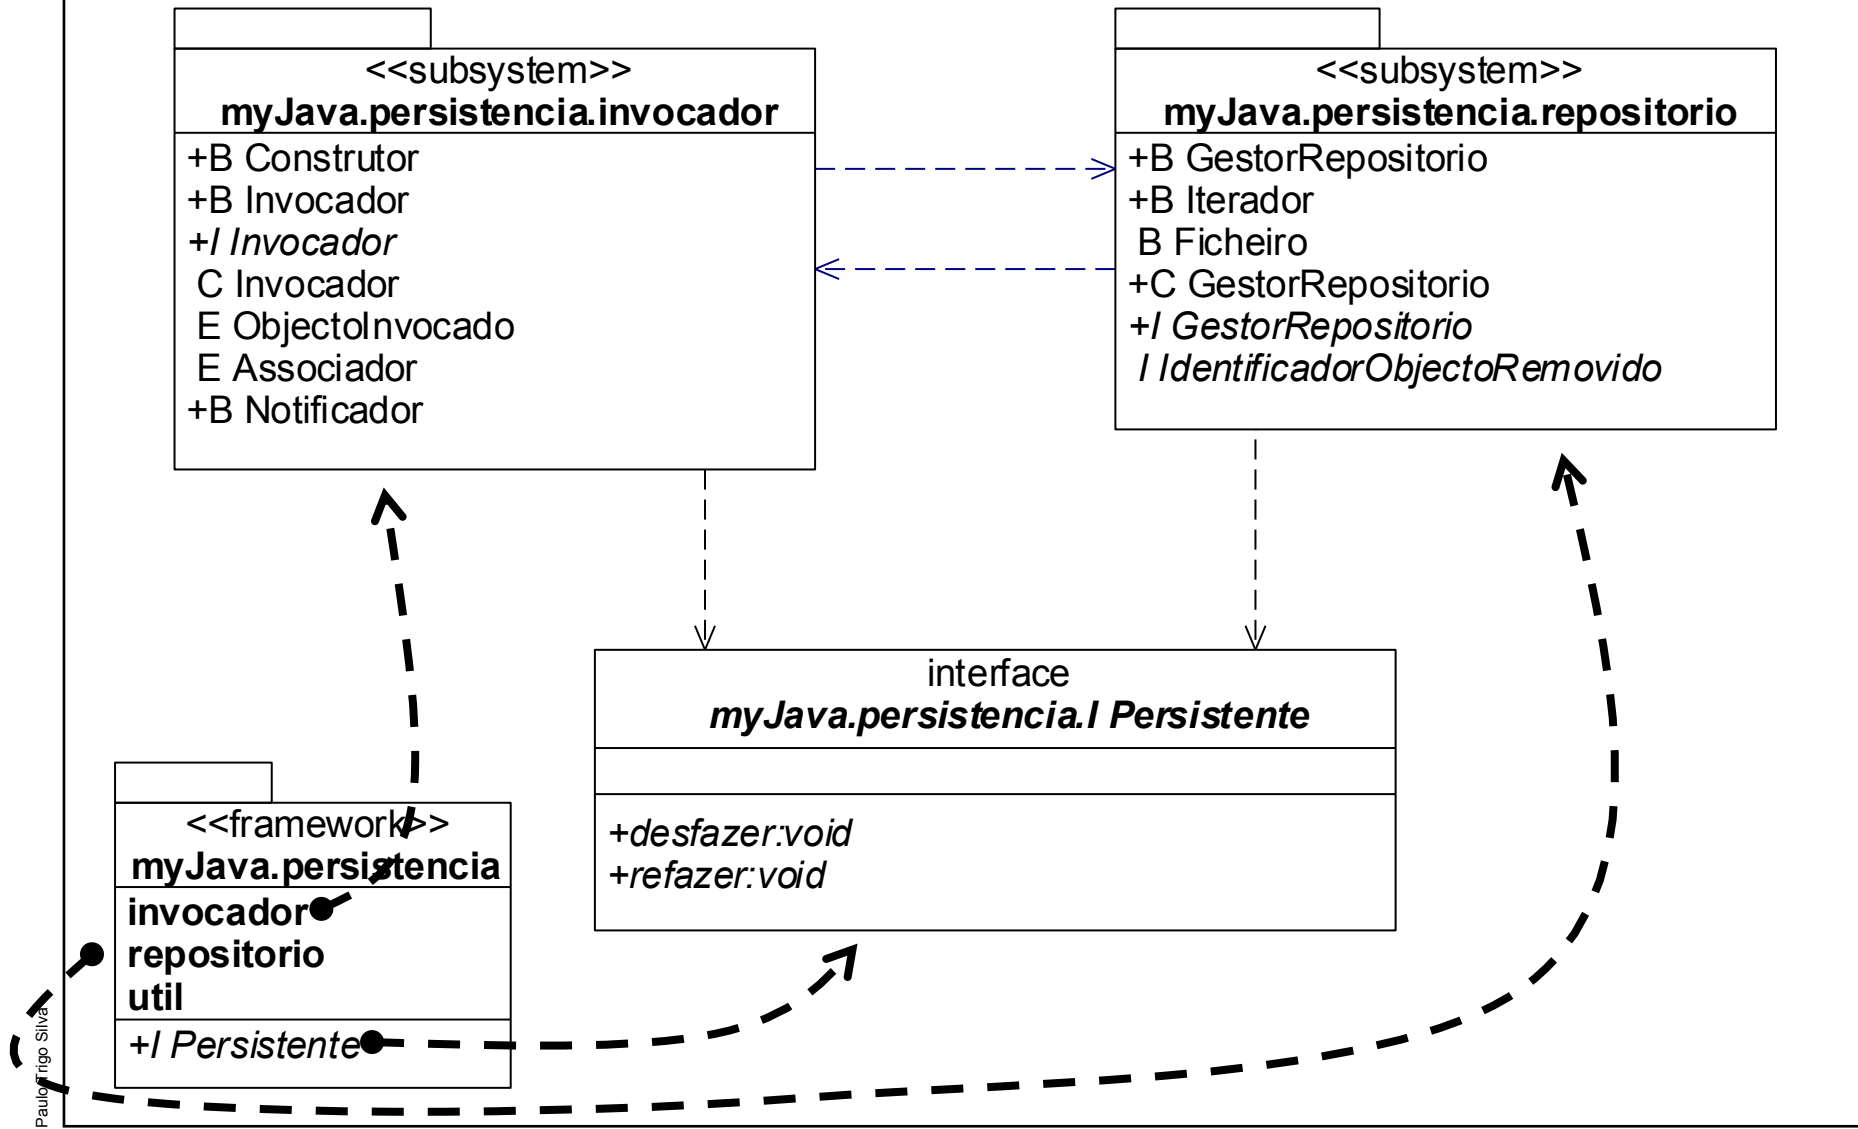 <<subsystem>>
myJava.persistencia.invocador
+B Construtor
+B Invocador
+I Invocador
C Invocador
E ObjectoInvocado
E Associador
+B Notificador
<<subsystem>>
myJava.persistencia.repositorio
+B GestorRepositorio
+B Iterador
B Ficheiro
+C GestorRepositorio
+I GestorRepositorio
I IdentificadorObjectoRemovido
interface
myJava.persistencia.I Persistente
+desfazer:void
+refazer:void
<<framework>>
myJava.persistencia
invocador
repositorio
util
+I Persistente
Paulo Trigo Silva